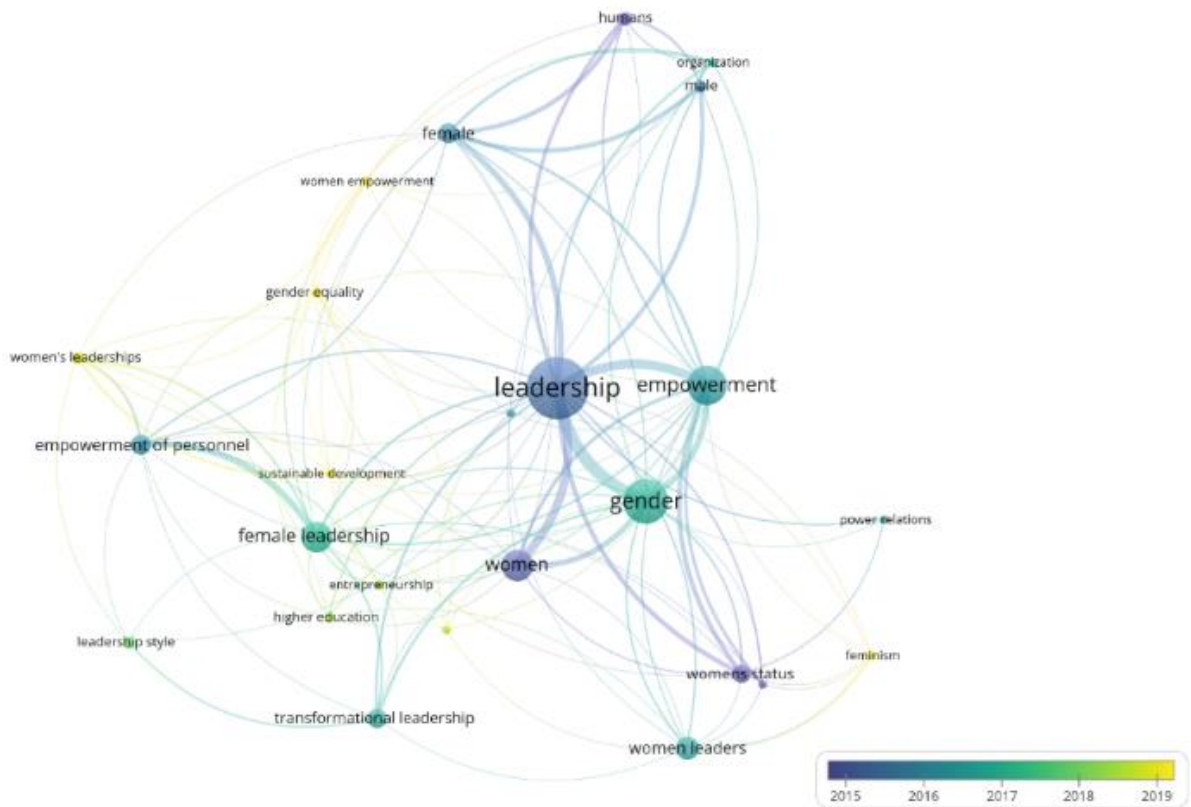 humans
organization
male
female
women empowerment
gender equality
women's leaderships
leadership
empowerment
empowerment of personnel
sustainable development
gender
power relations
female leadership
women
entrepreneurship
higher education
leadership style
feminism
womens status
transformational leadership
women leaders
2015 2016 2017 2018 2019